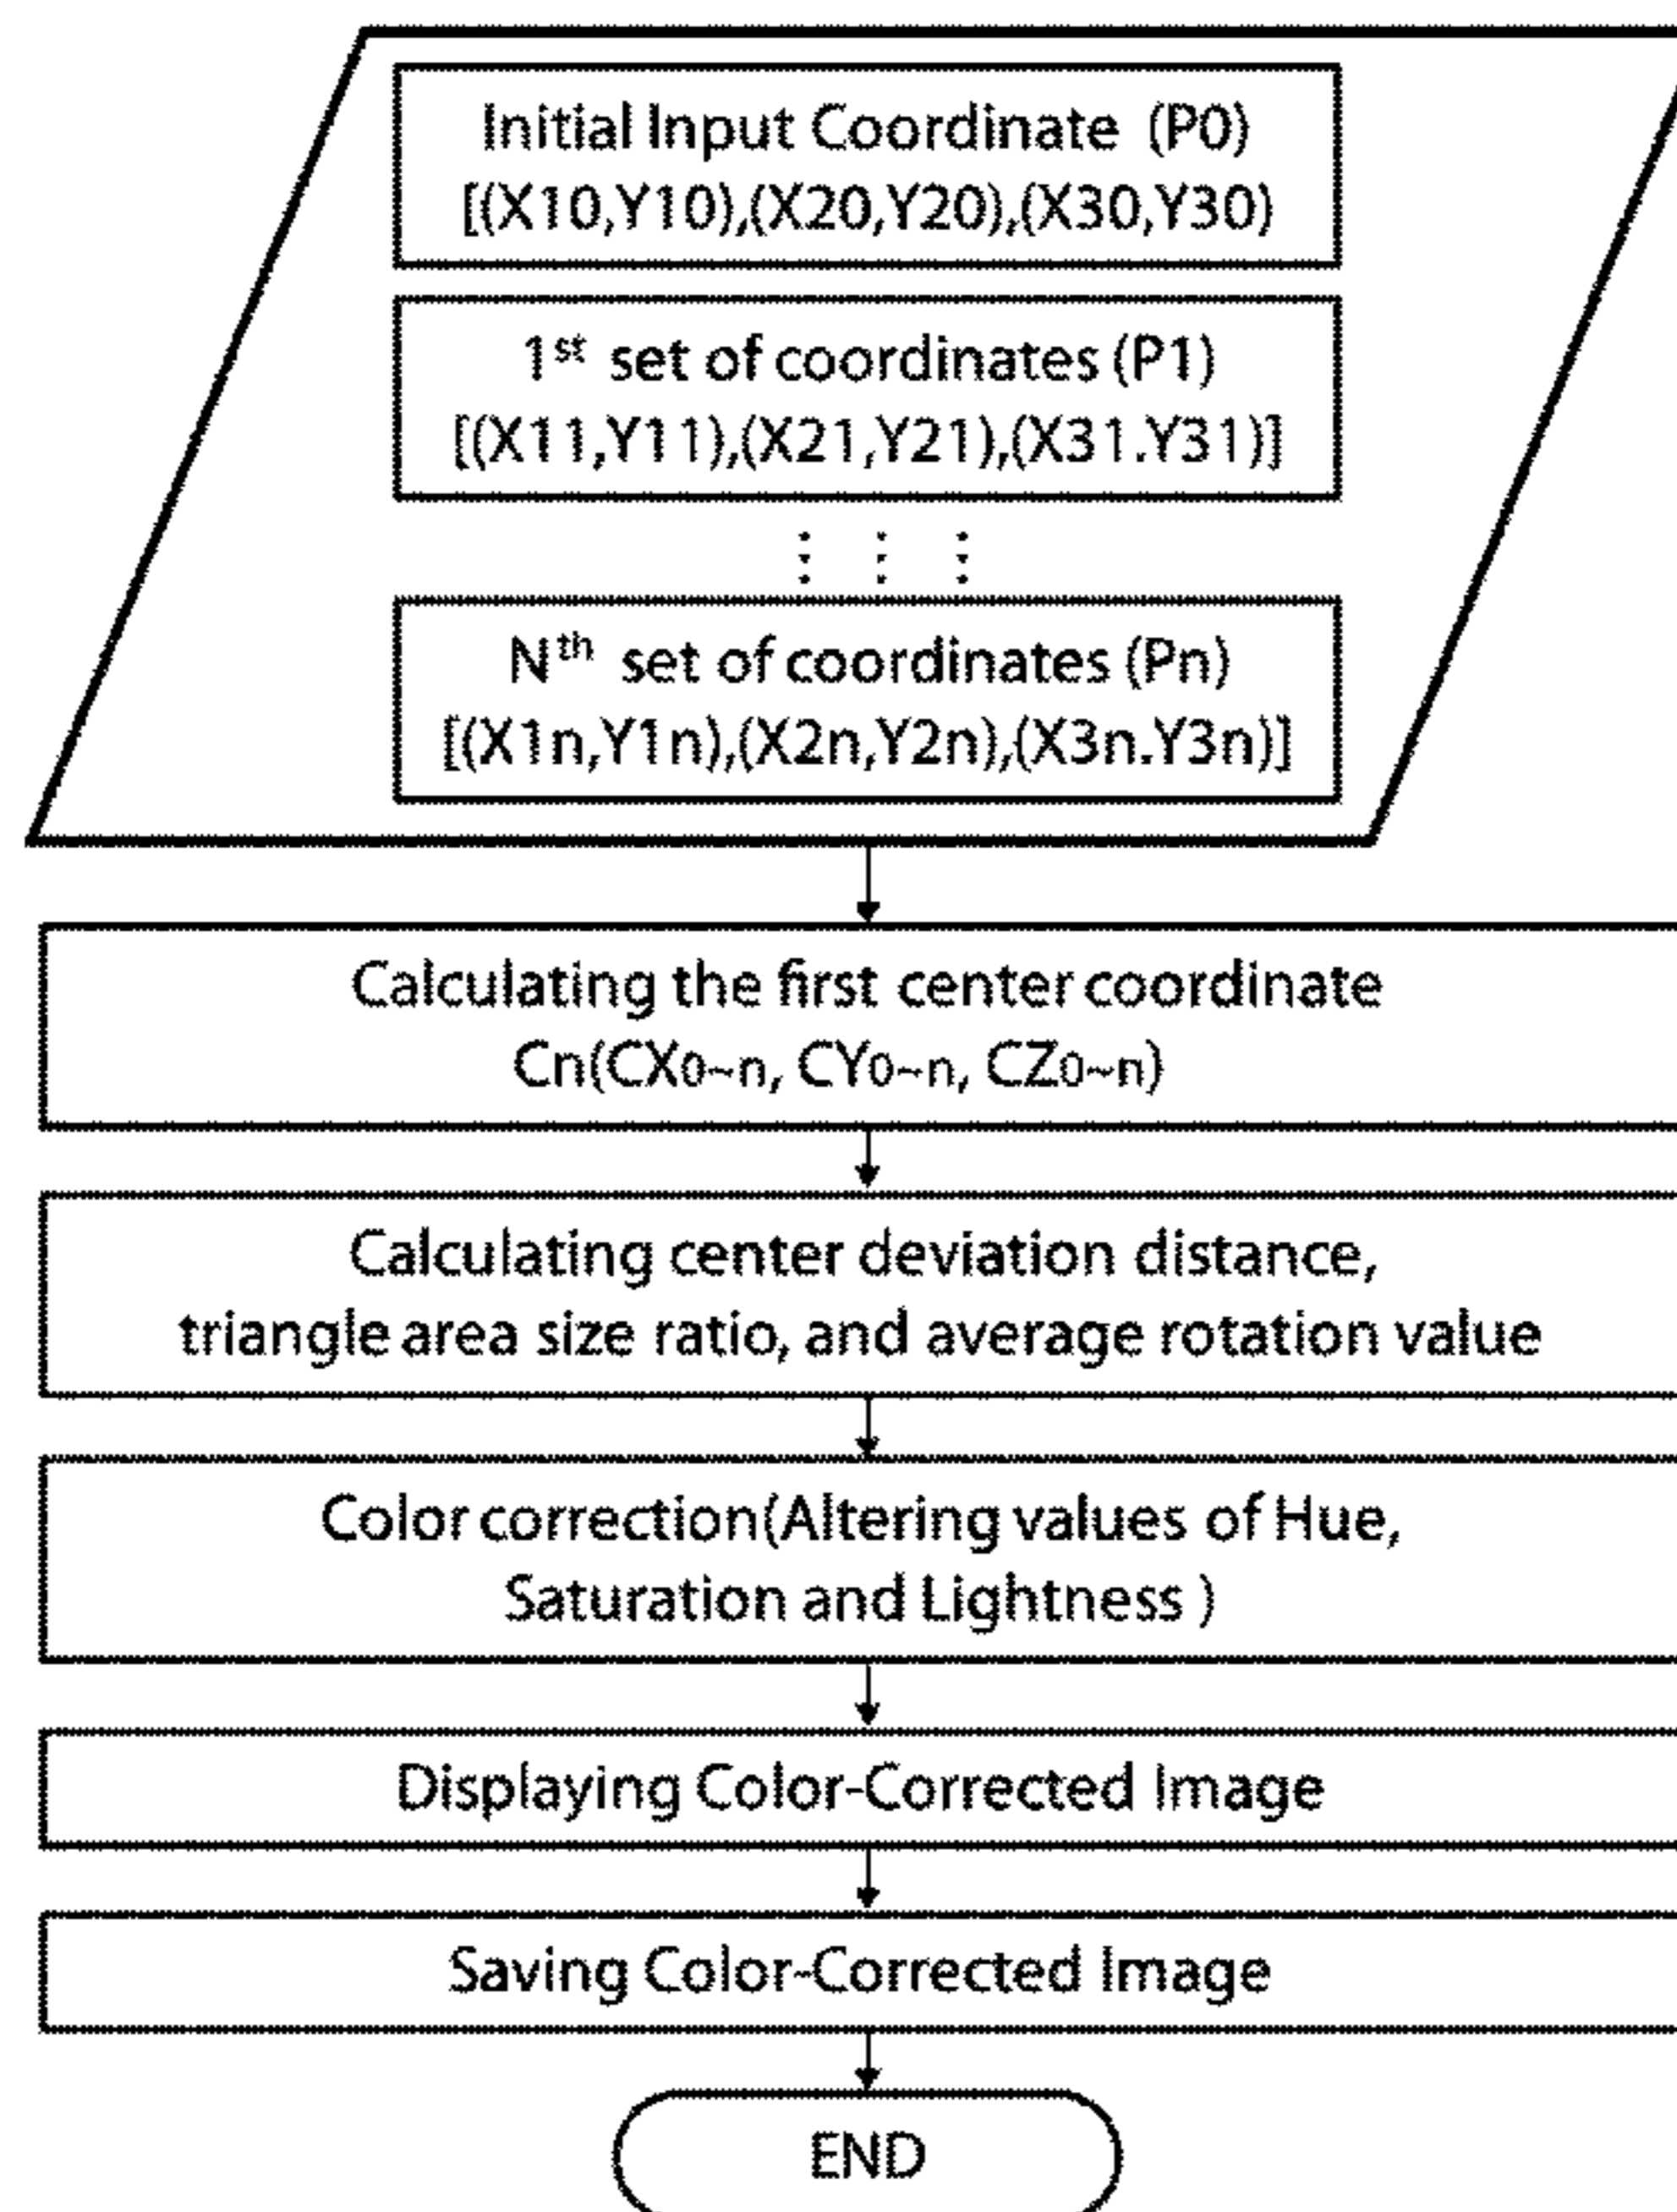 Initial Input Coordinate (P0)
[(X10,Y10),(X20,Y20),(X30,Y30)
1st set of coordinates (P1)
[(X11,Y11),(X21,Y21),(X31.Y31)]
Nth set of coordinates (Pn)
[(X1n,Y1n),(X2n,Y2n),(X3n.Y3n)]
Calculating the first center coordinate
Cn(CX0~n, CY0~n, CZ0~n)
Calculating center deviation distance,
triangle area size ratio, and average rotation value
Color correction(Altering values of Hue,
Saturation and Lightness )
Displaying Color-Corrected Image
Saving Color-Corrected Image
END